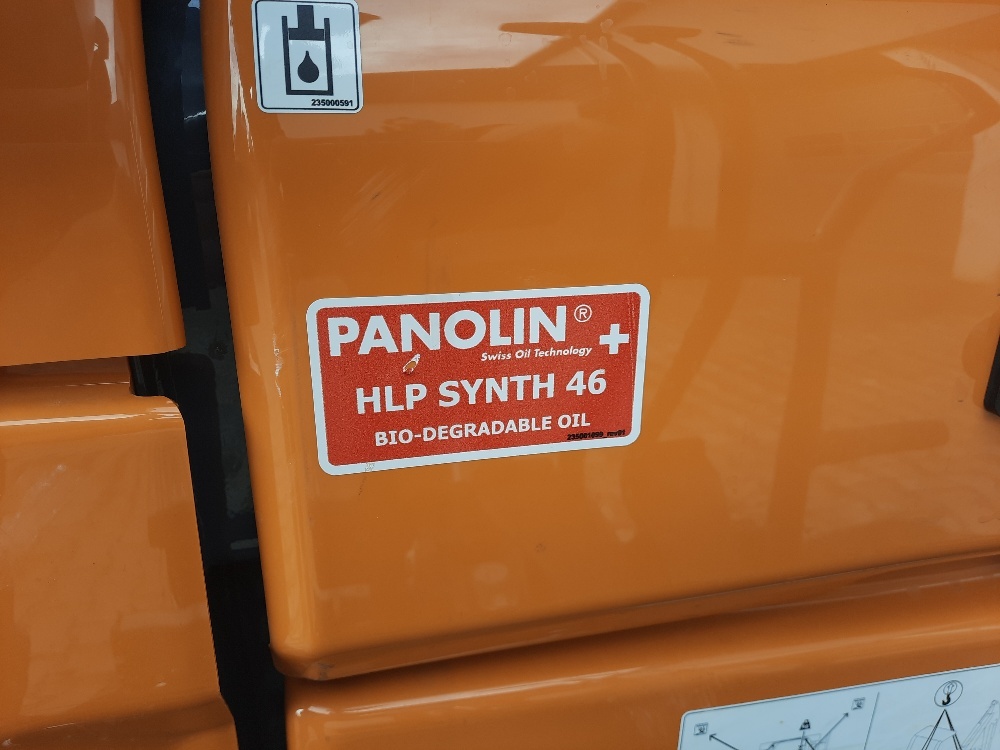 235000591
PANOLIN®
Swiss Oil Technology
HLP SYNTH 46
BIO-DEGRADABLE OIL